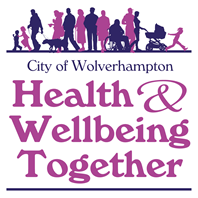 City of Wolverhampton
Health &
Wellbeing
Together